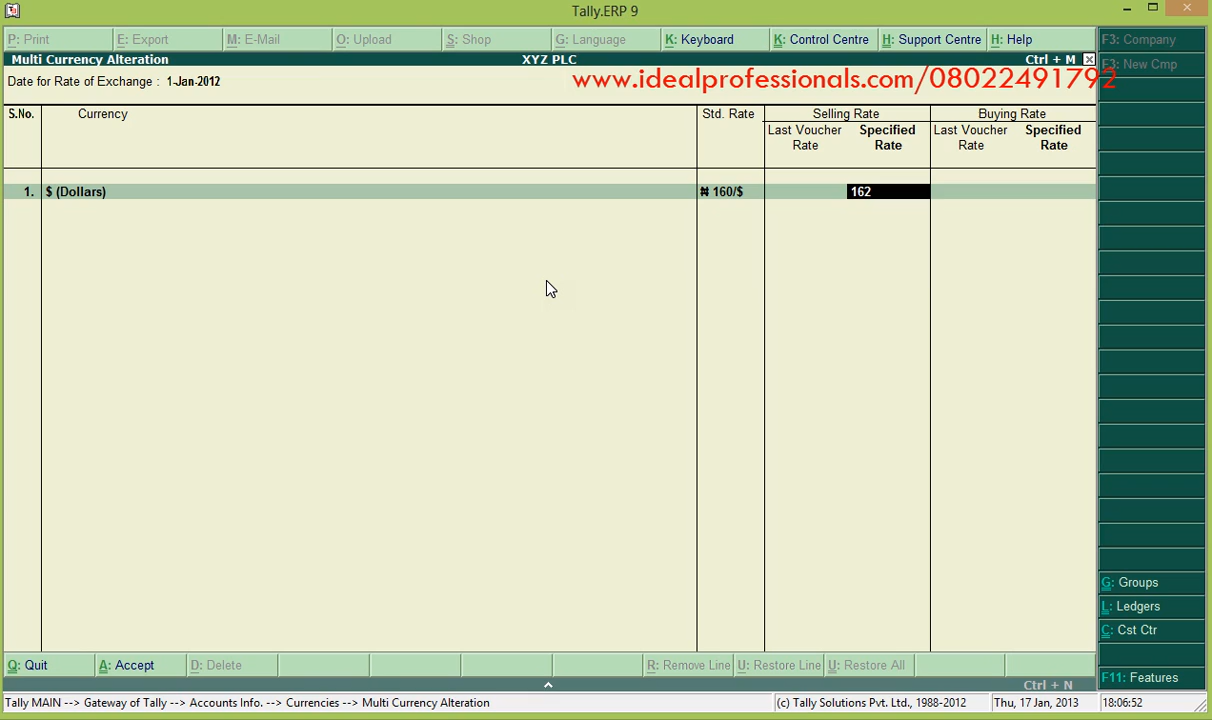 Tally.ERP 9
P: Print E: Export M: E-Mail O: Upload S: Shop G: Language K: Keyboard K: Control Centre H: Support Centre H: Help F3: Company
Multi Currency Alteration XYZ PLC Ctrl + M F3: New Cmp
Date for Rate of Exchange : 1-Jan-2012 www.idealprofessionals.com/08022491792
S.No. Currency Std. Rate Selling Rate Buying Rate
Last Voucher Specified Last Voucher Specified
Rate Rate Rate Rate
1. $ (Dollars) ₦ 160/$ 162
G: Groups
L: Ledgers
C: Cst Ctr
Q: Quit A: Accept D: Delete R: Remove Line U: Restore Line U: Restore All
Ctrl + N F11: Features
Tally MAIN --> Gateway of Tally --> Accounts Info. --> Currencies --> Multi Currency Alteration (c) Tally Solutions Pvt. Ltd., 1988-2012 Thu, 17 Jan, 2013 18:06:52